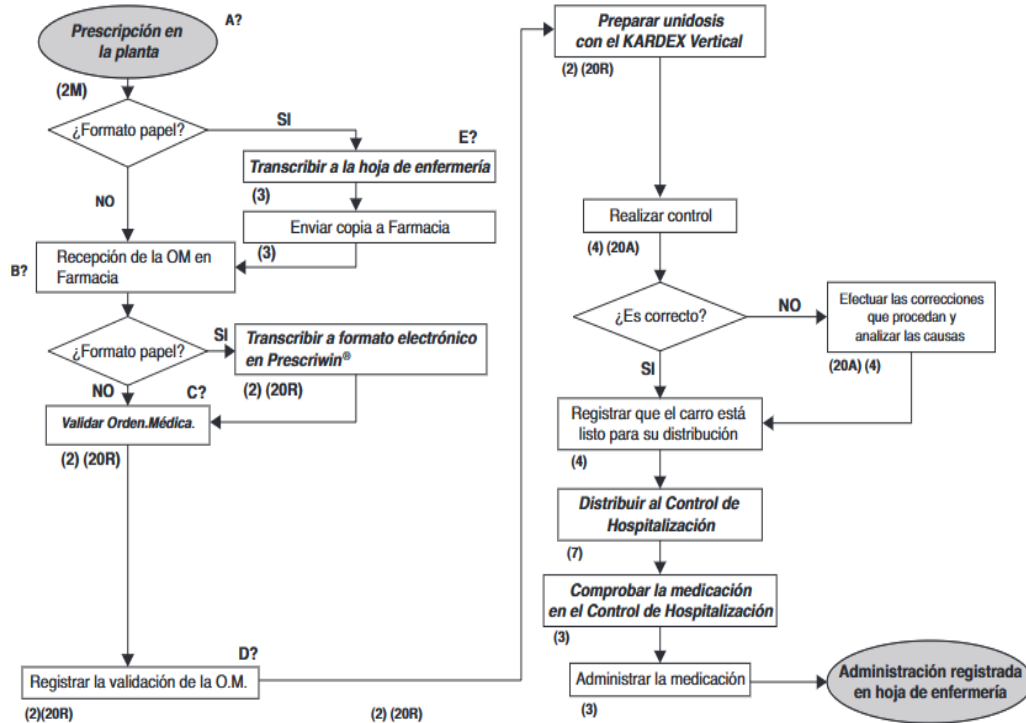 Prescripción en
la planta
A?
(2M)
¿Formato papel?
SI
E?
Transcribir a la hoja de enfermería
(3)
NO
Enviar copia a Farmacia
(3)
B?
Recepción de la OM en
Farmacia
¿Formato papel?
SI
Transcribir a formato electrónico
en Prescriwin®
(2) (20R)
NO
C?
Validar Orden.Médica.
(2) (20R)
D?
Registrar la validación de la O.M.
(2)(20R)
(2) (20R)
Preparar unidosis
con el KARDEX Vertical
(2) (20R)
Realizar control
(4) (20A)
¿Es correcto?
NO
Efectuar las correcciones
que procedan y
analizar las causas
(20A) (4)
SI
Registrar que el carro está
listo para su distribución
(4)
Distribuir al Control de
Hospitalización
(7)
Comprobar la medicación
en el Control de Hospitalización
(3)
Administrar la medicación
(3)
Administración registrada
en hoja de enfermería